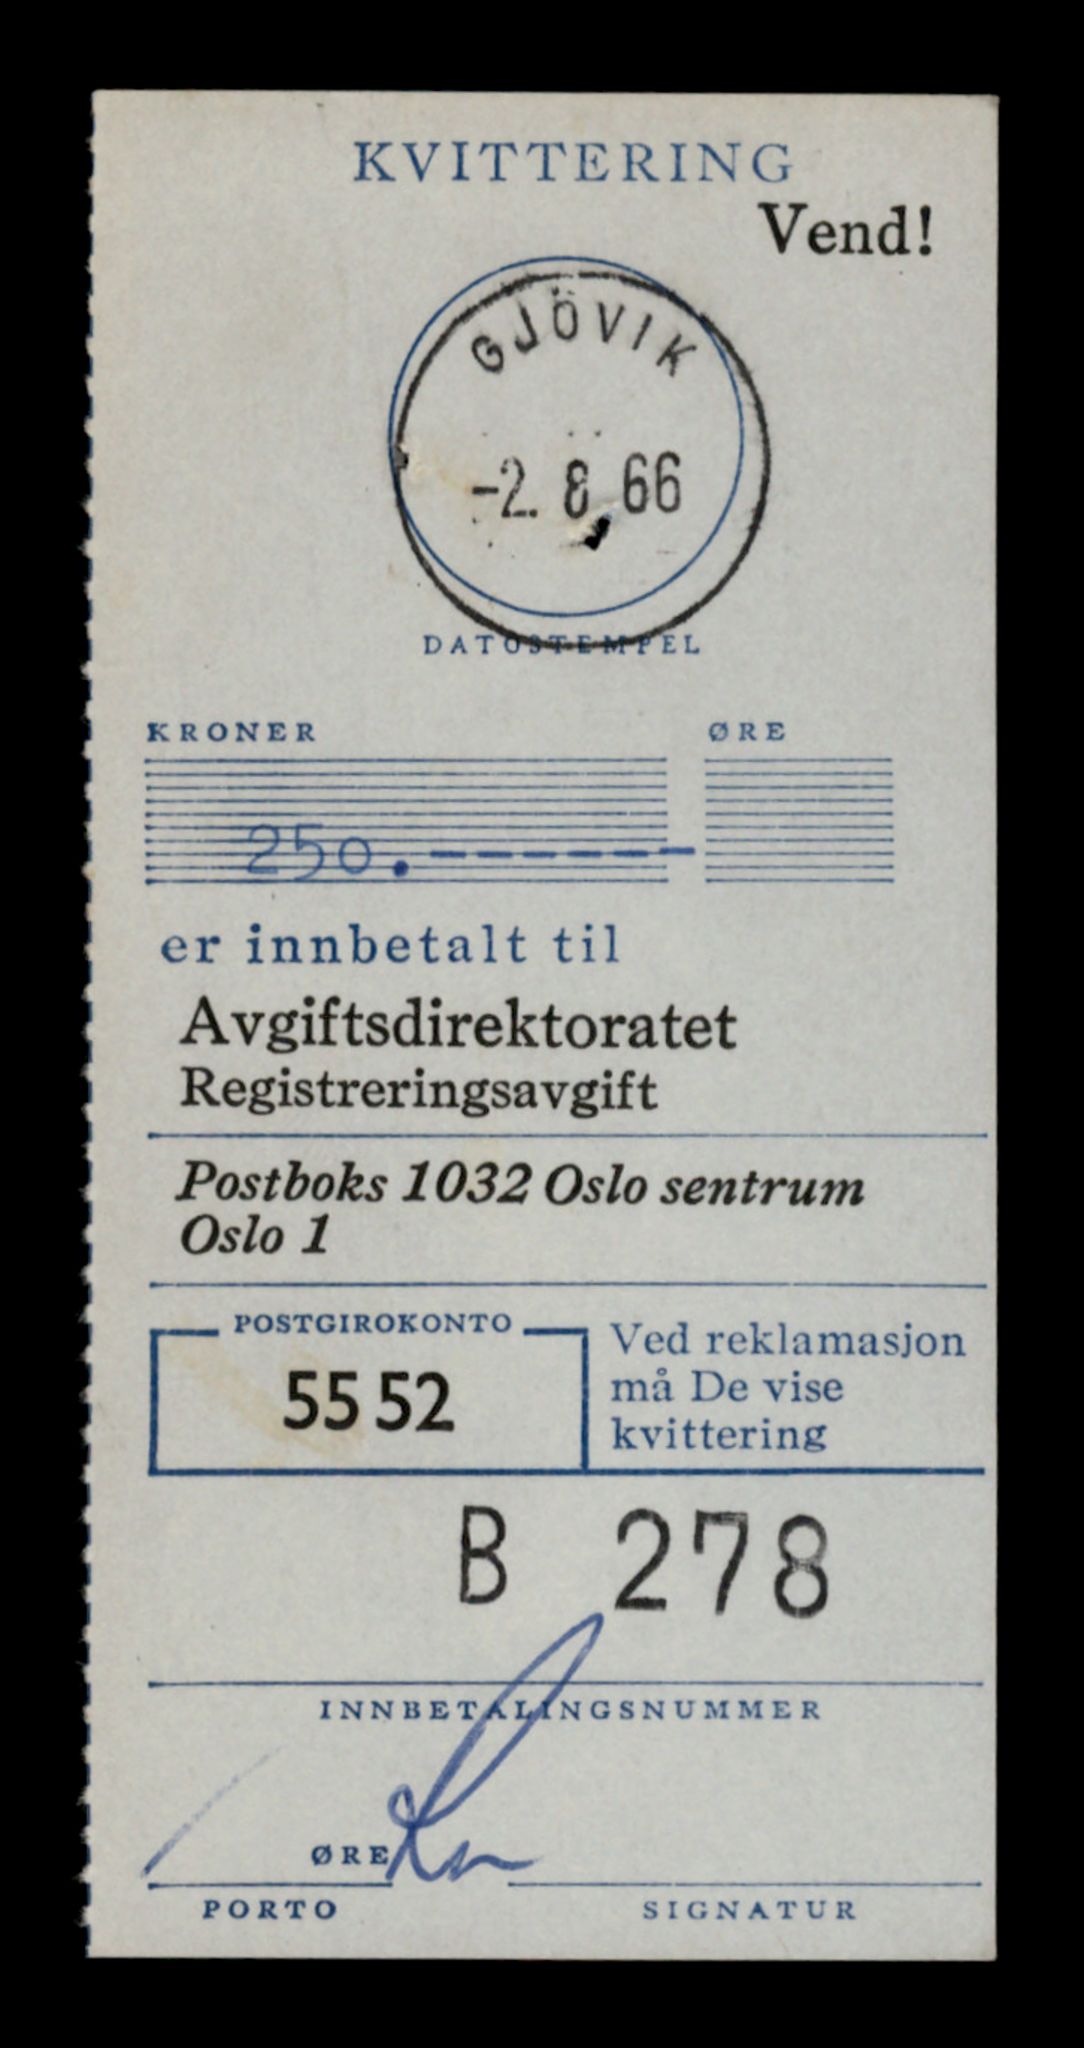 KVITTERING
Vend!
GJÖVIK
-2. 8 66
DATOSTEMPEL
KRONER ØRE
250.-------
er innbetalt til
Avgiftsdirektoratet
Registreringsavgift
Postboks 1032 Oslo sentrum
Oslo 1
POSTGIROKONTO
55 52
Ved reklamasjon
må De vise
kvittering
B 278
INNBETALINGSNUMMER
ØRE
PORTO SIGNATUR